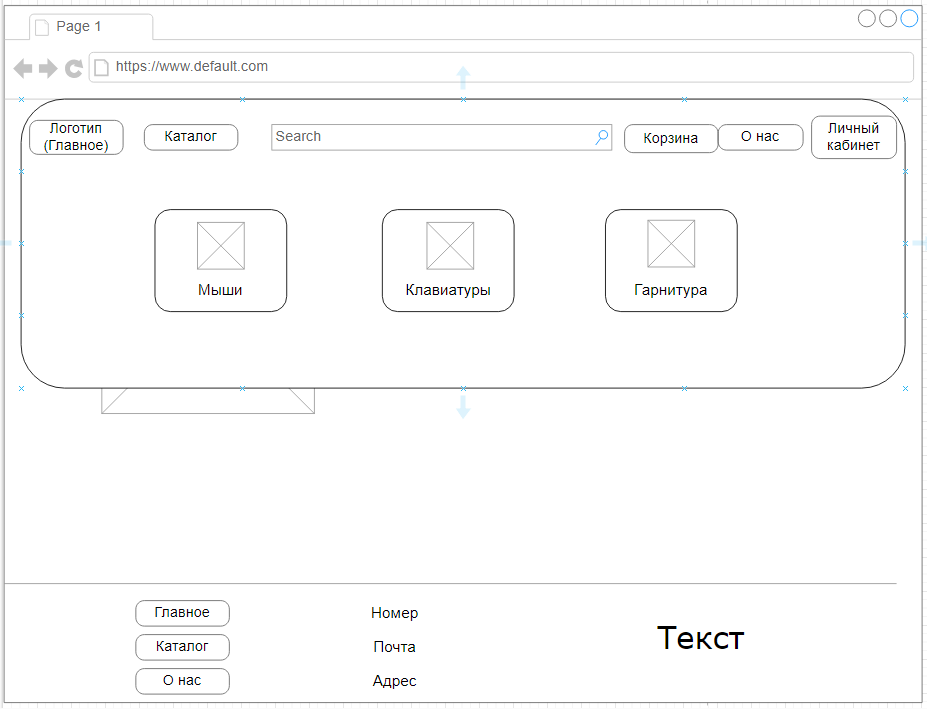 Page 1
https://www.default.com
Логотип
(Главное)
Каталог
Search
Корзина
О нас
Личный
кабинет
Мыши
Клавиатуры
Гарнитура
Главное
Номер
Текст
Каталог
Почта
О нас
Адрес